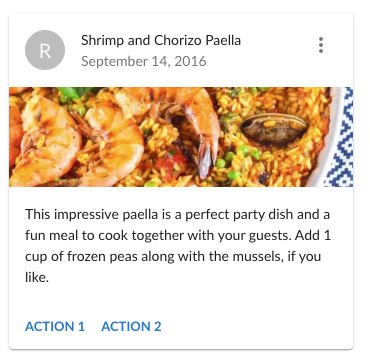 R
Shrimp and Chorizo Paella
September 14, 2016
This impressive paella is a perfect party dish and a
fun meal to cook together with your guests. Add 1
cup of frozen peas along with the mussels, if you
like.
ACTION 1 ACTION 2